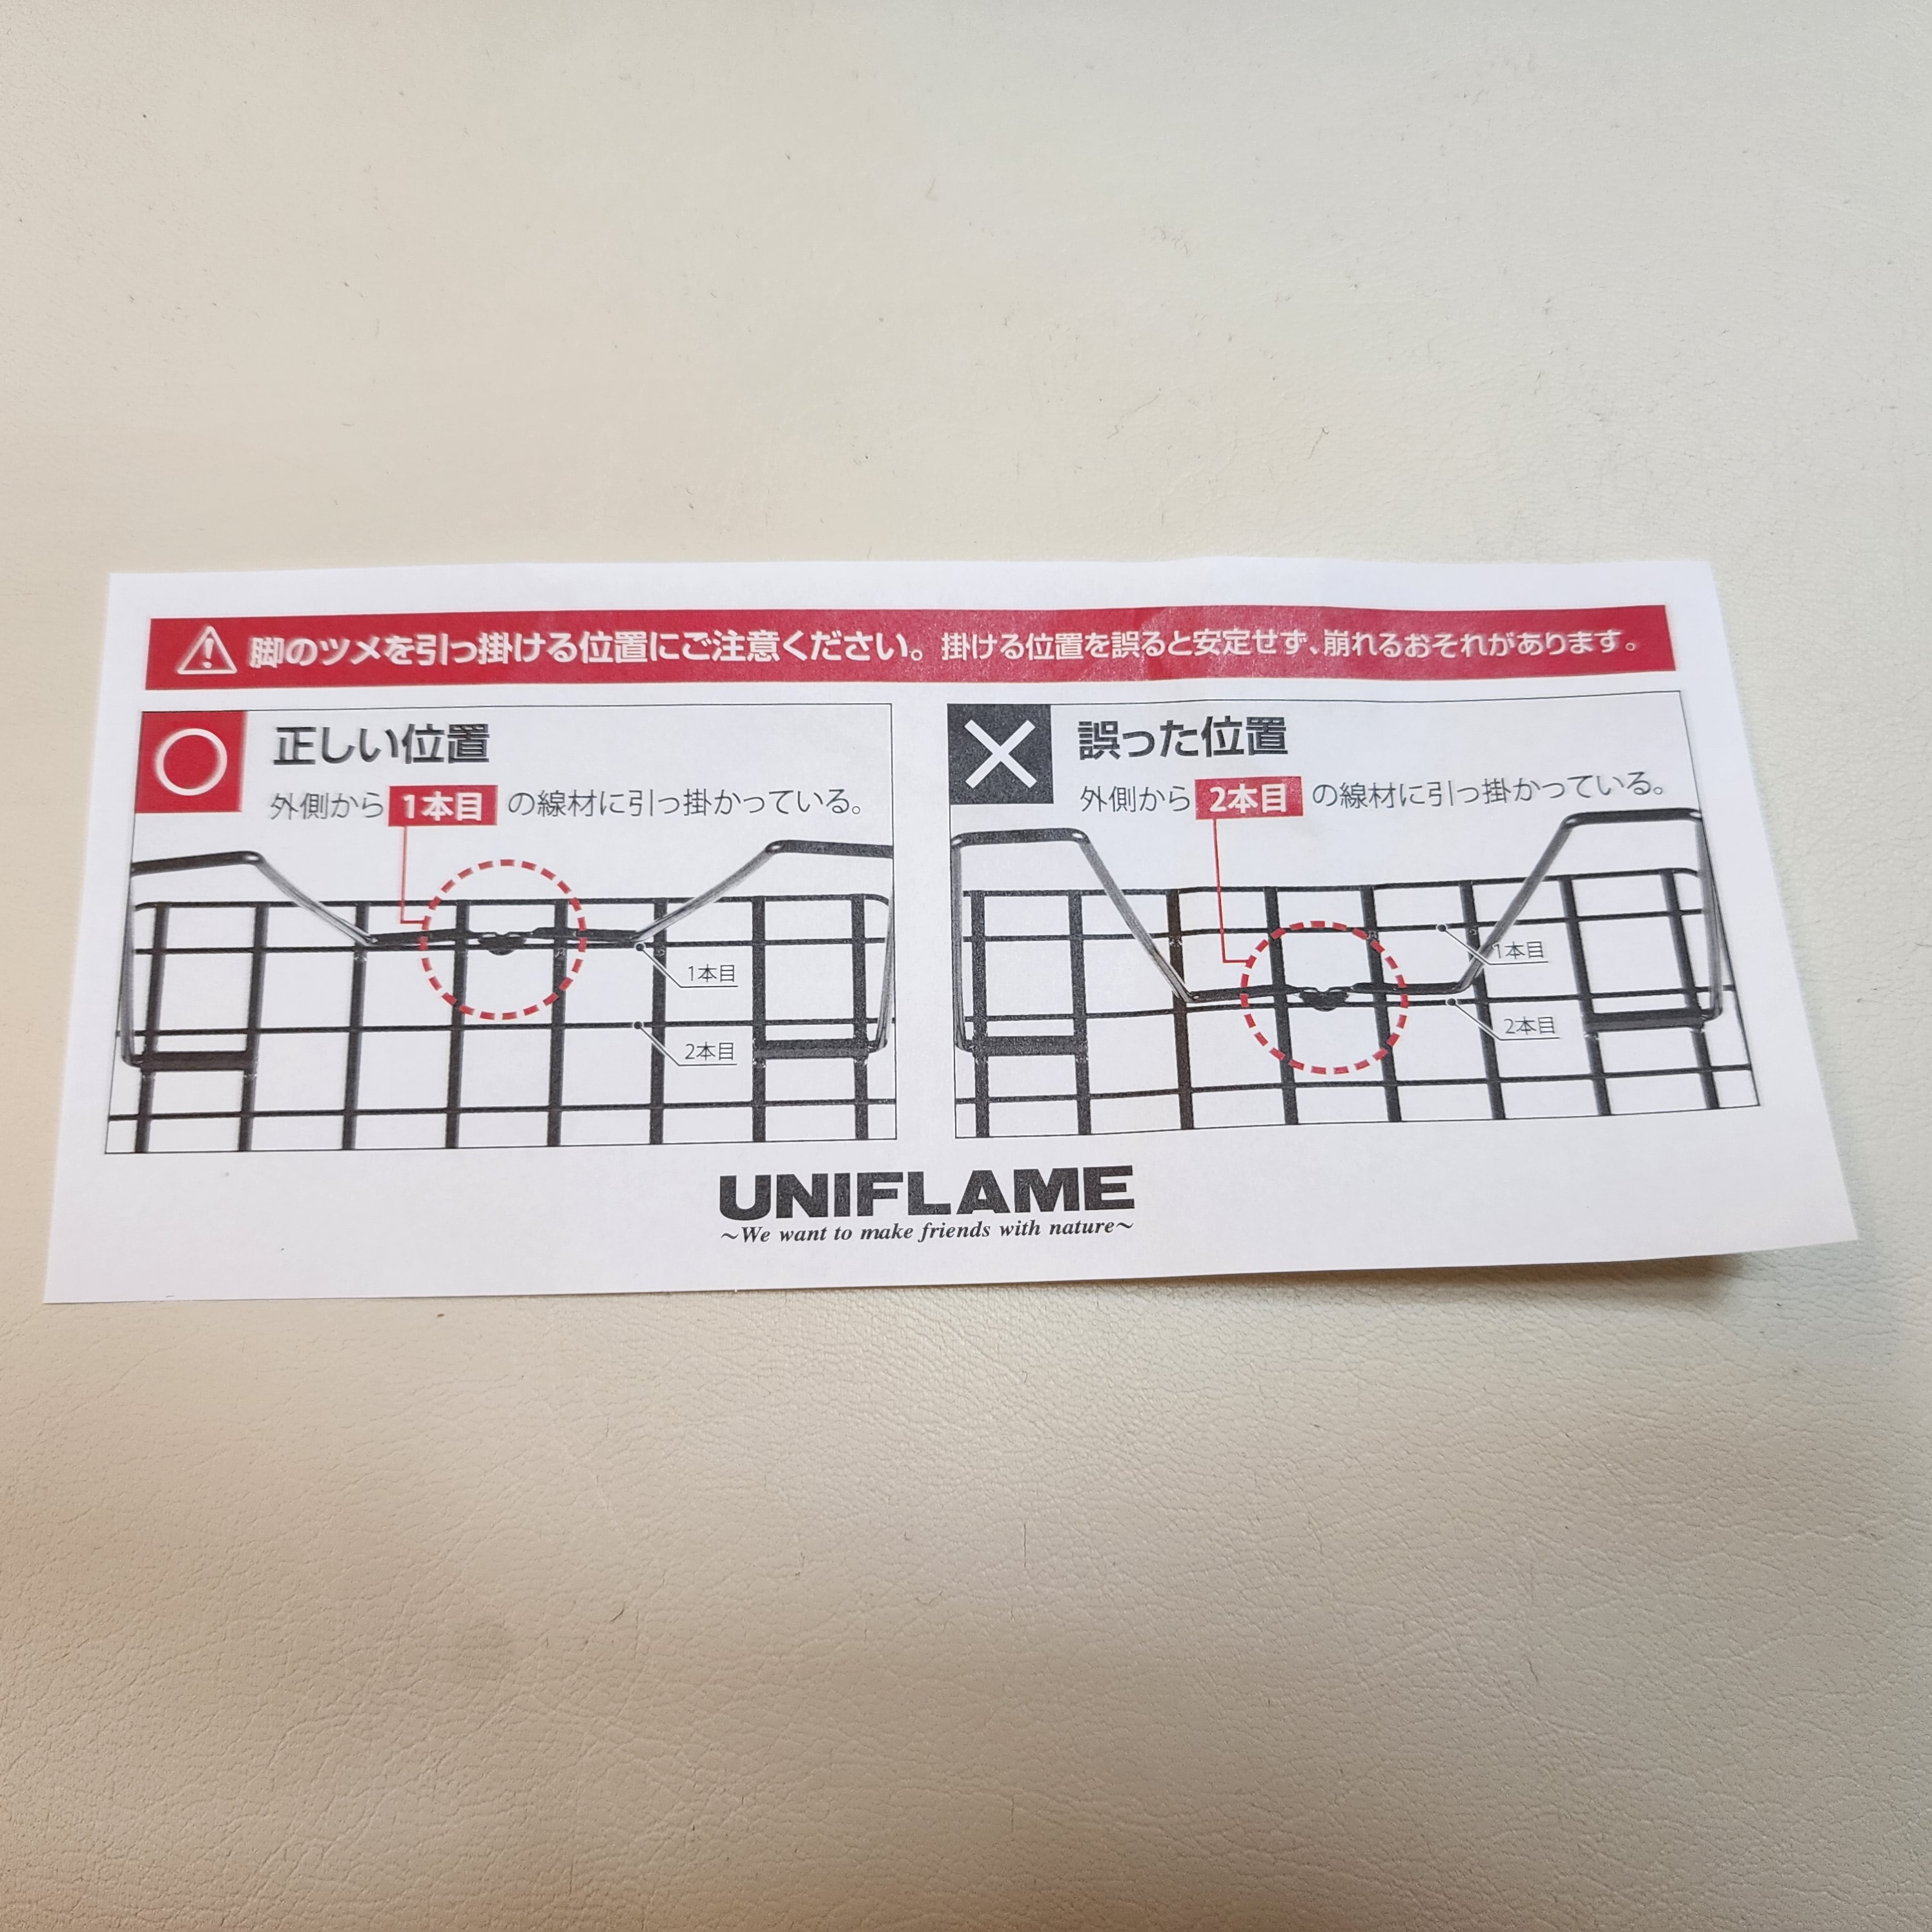 脚のツメを引っ掛ける位置にご注意ください。掛ける位置を誤ると安定せず、崩れるおそれがあります。
正しい位置
外側から 1本目 の線材に引っ掛かっている。
1本目
2本目
誤った位置
外側から 2本目 の線材に引っ掛かっている。
1本目
2本目
UNIFLAME
~We want to make friends with nature~